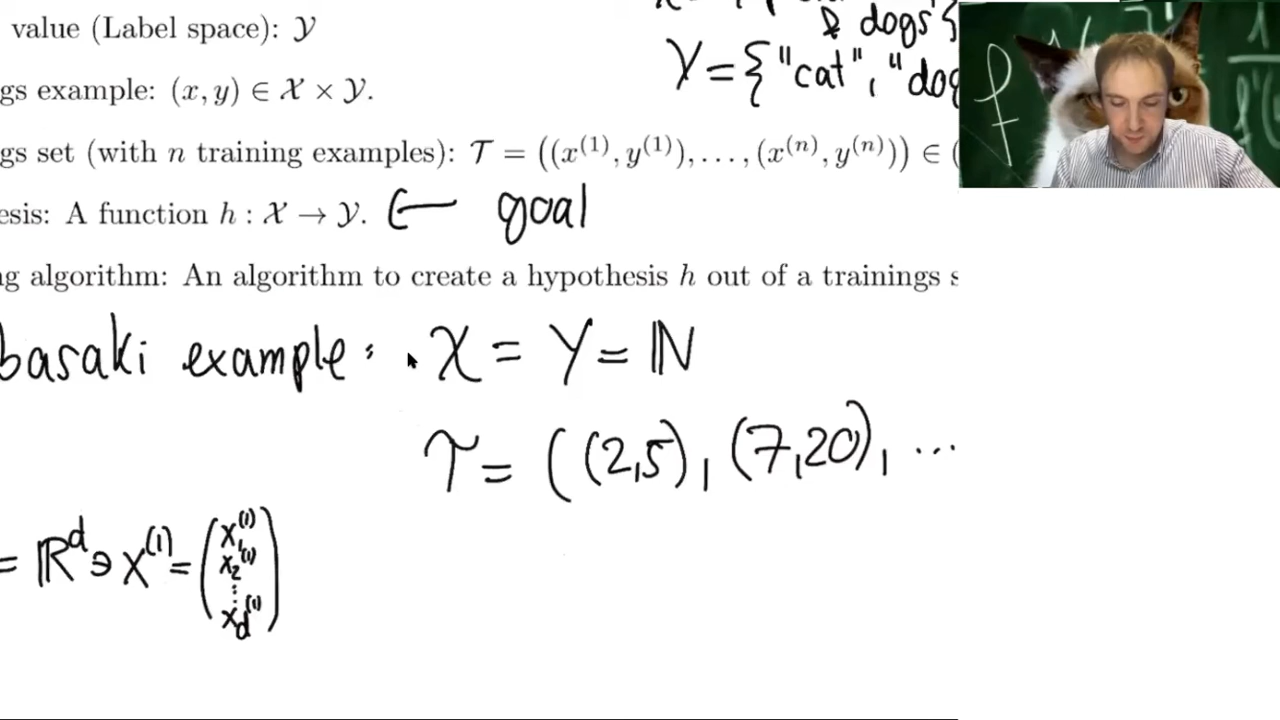 & dogs}
value (Label space): 𝒴
Y = {"cat", "dog
gs example: (x, y) ∈ 𝒳 × 𝒴.
gs set (with n training examples): 𝒯 = ((x^(1), y^(1)), …, (x^(n), y^(n))) ∈ (
esis: A function h : 𝒳 → 𝒴. ← goal
ng algorithm: An algorithm to create a hypothesis h out of a trainings s
basaki example: 𝒳 = Y = ℕ
𝒯 = ((2,5), (7,20), ...
= ℝ^d ∋ x^(1) = (x_1^(1) x_2^(1) ⋮ x_d^(1))